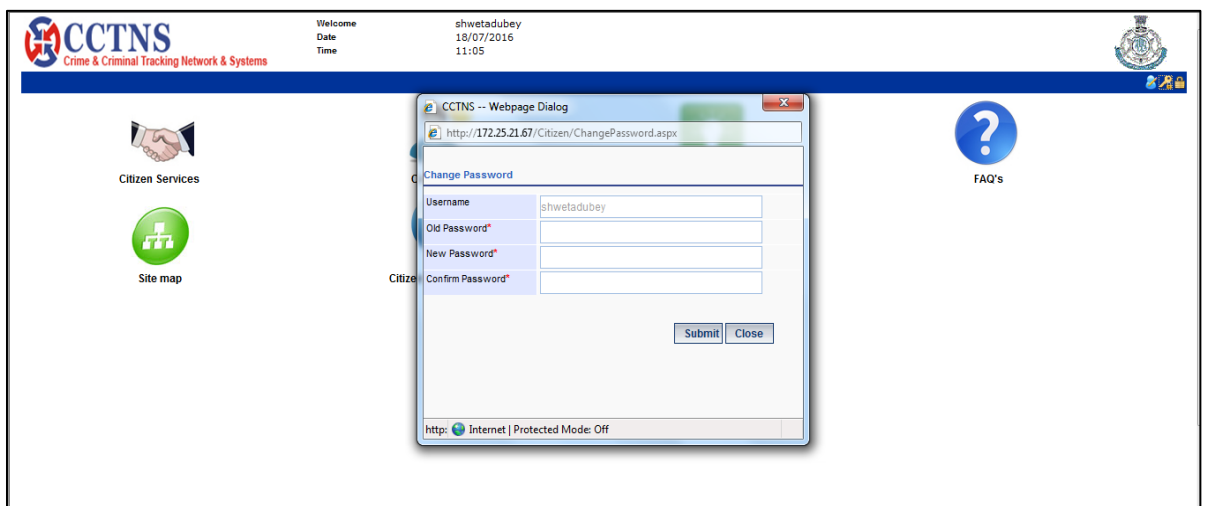 CCTNS
Crime & Criminal Tracking Network & Systems
Welcome shwetadubey
Date 18/07/2016
Time 11:05
CCTNS -- Webpage Dialog
http://172.25.21.67/Citizen/ChangePassword.aspx
Change Password
Username shwetadubey
Old Password*
New Password*
Confirm Password*
Submit Close
http: Internet | Protected Mode: Off
Citizen Services
FAQ's
Site map
Citize